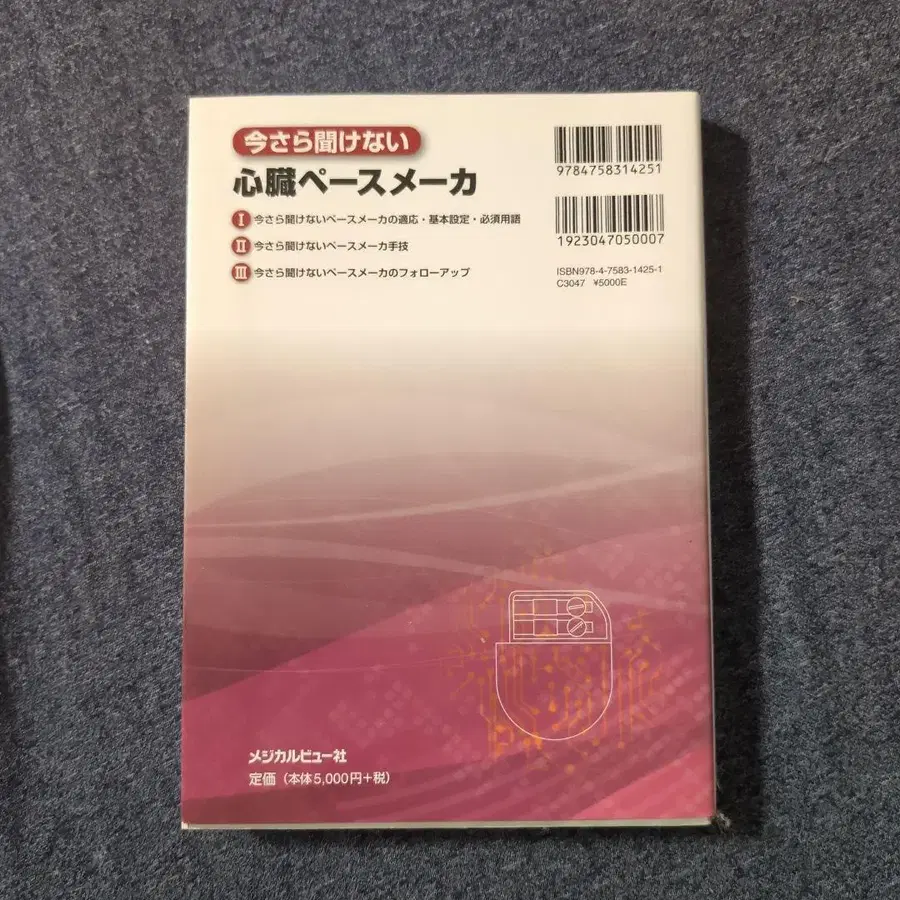 今さら聞けない
心臓ペースメーカ
I 今さら聞けないペースメーカの適応・基本設定・必須用語
II 今さら聞けないペースメーカ手技
III 今さら聞けないペースメーカのフォローアップ
9784758314251
1923047050007
ISBN978-4-7583-1425-1
C3047 ¥5000E
メジカルビュー社
定価（本体5,000円+税）